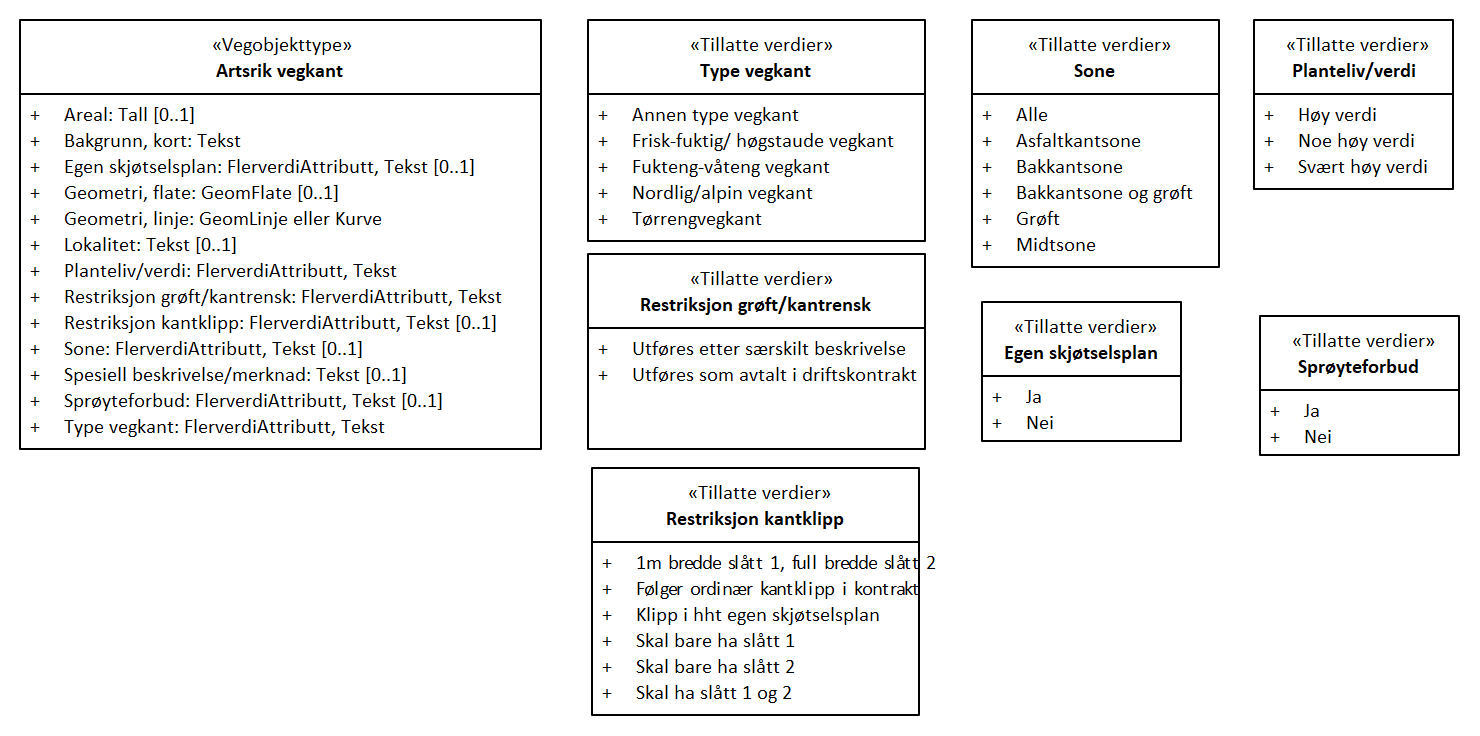 «Vegobjekttype»
Artsrik vegkant
+ Areal: Tall [0..1]
+ Bakgrunn, kort: Tekst
+ Egen skjøtselsplan: FlerverdiAttributt, Tekst [0..1]
+ Geometri, flate: GeomFlate [0..1]
+ Geometri, linje: GeomLinje eller Kurve
+ Lokalitet: Tekst [0..1]
+ Planteliv/verdi: FlerverdiAttributt, Tekst
+ Restriksjon grøft/kantrensk: FlerverdiAttributt, Tekst
+ Restriksjon kantklipp: FlerverdiAttributt, Tekst [0..1]
+ Sone: FlerverdiAttributt, Tekst [0..1]
+ Spesiell beskrivelse/merknad: Tekst [0..1]
+ Sprøyteforbud: FlerverdiAttributt, Tekst [0..1]
+ Type vegkant: FlerverdiAttributt, Tekst
«Tillatte verdier»
Type vegkant
+ Annen type vegkant
+ Frisk-fuktig/ høgstaude vegkant
+ Fukteng-våteng vegkant
+ Nordlig/alpin vegkant
+ Tørrengvegkant
«Tillatte verdier»
Restriksjon grøft/kantrensk
+ Utføres etter særskilt beskrivelse
+ Utføres som avtalt i driftskontrakt
«Tillatte verdier»
Restriksjon kantklipp
+ 1m bredde slått 1, full bredde slått 2
+ Følger ordinær kantklipp i kontrakt
+ Klipp i hht egen skjøtselsplan
+ Skal bare ha slått 1
+ Skal bare ha slått 2
+ Skal ha slått 1 og 2
«Tillatte verdier»
Sone
+ Alle
+ Asfaltkantsone
+ Bakkantsone
+ Bakkantsone og grøft
+ Grøft
+ Midtsone
«Tillatte verdier»
Egen skjøtselsplan
+ Ja
+ Nei
«Tillatte verdier»
Planteliv/verdi
+ Høy verdi
+ Noe høy verdi
+ Svært høy verdi
«Tillatte verdier»
Sprøyteforbud
+ Ja
+ Nei